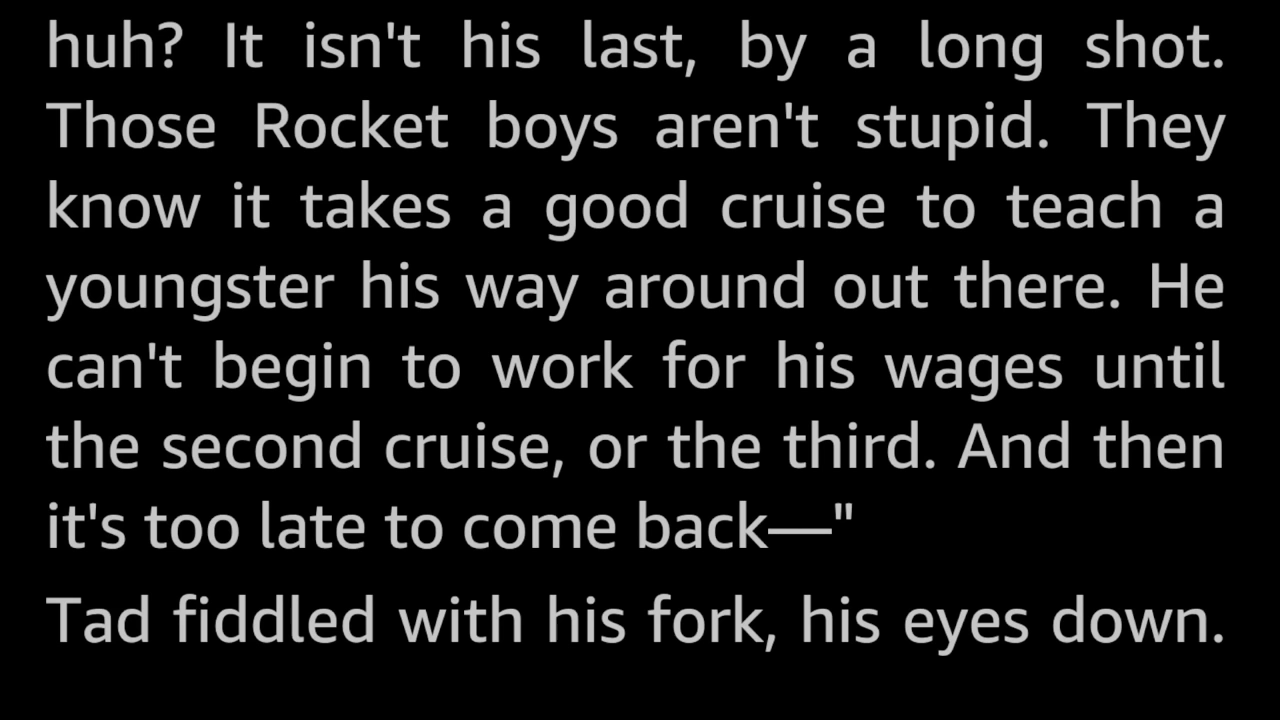 huh? It isn't his last, by a long shot.
Those Rocket boys aren't stupid. They
know it takes a good cruise to teach a
youngster his way around out there. He
can't begin to work for his wages until
the second cruise, or the third. And then
it's too late to come back—"
Tad fiddled with his fork, his eyes down.